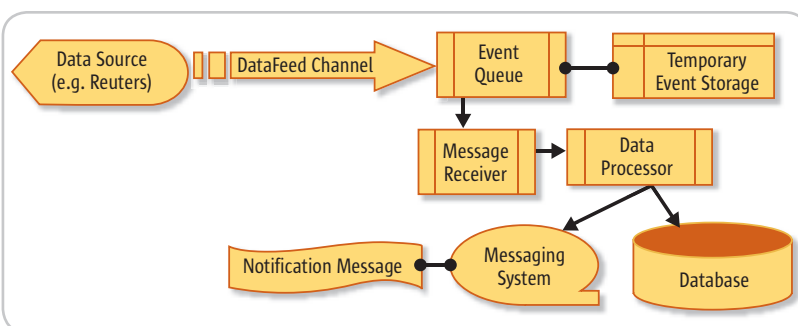 Data Source
(e.g. Reuters)
DataFeed Channel
Event
Queue
Temporary
Event Storage
Message
Receiver
Data
Processor
Notification Message
Messaging
System
Database